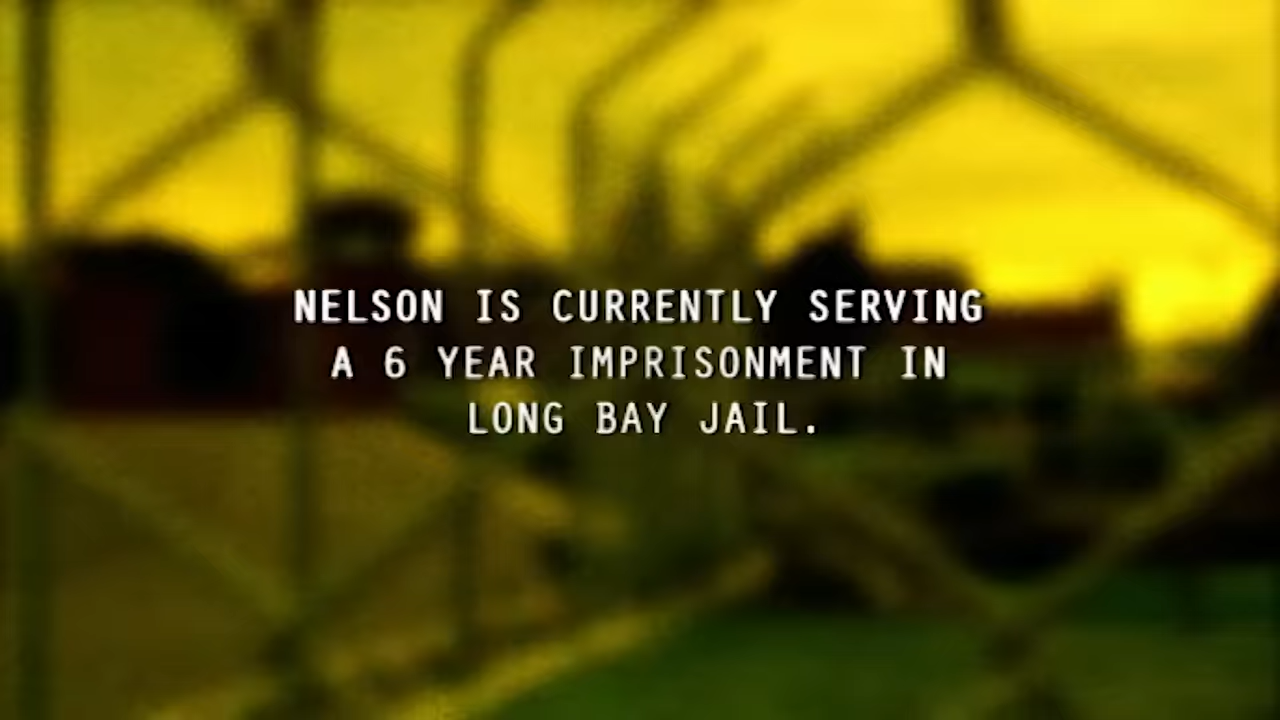 NELSON IS CURRENTLY SERVING
A 6 YEAR IMPRISONMENT IN
LONG BAY JAIL.